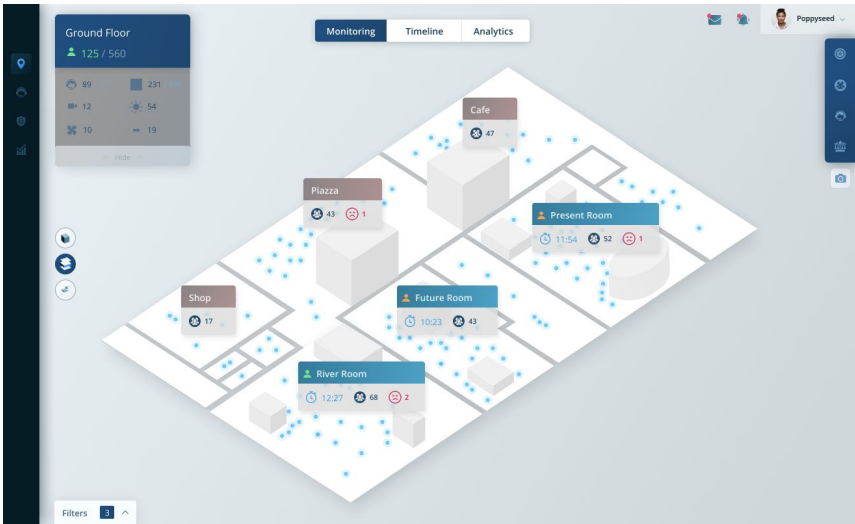 Monitoring Timeline Analytics
Poppyseed
Ground Floor
125 / 560
89 231
12 54
10 19
Hide
Cafe
47
Piazza
43 1
Present Room
11:54 52 1
Shop
17
Future Room
10:23 43
River Room
12:27 68 2
Filters 3